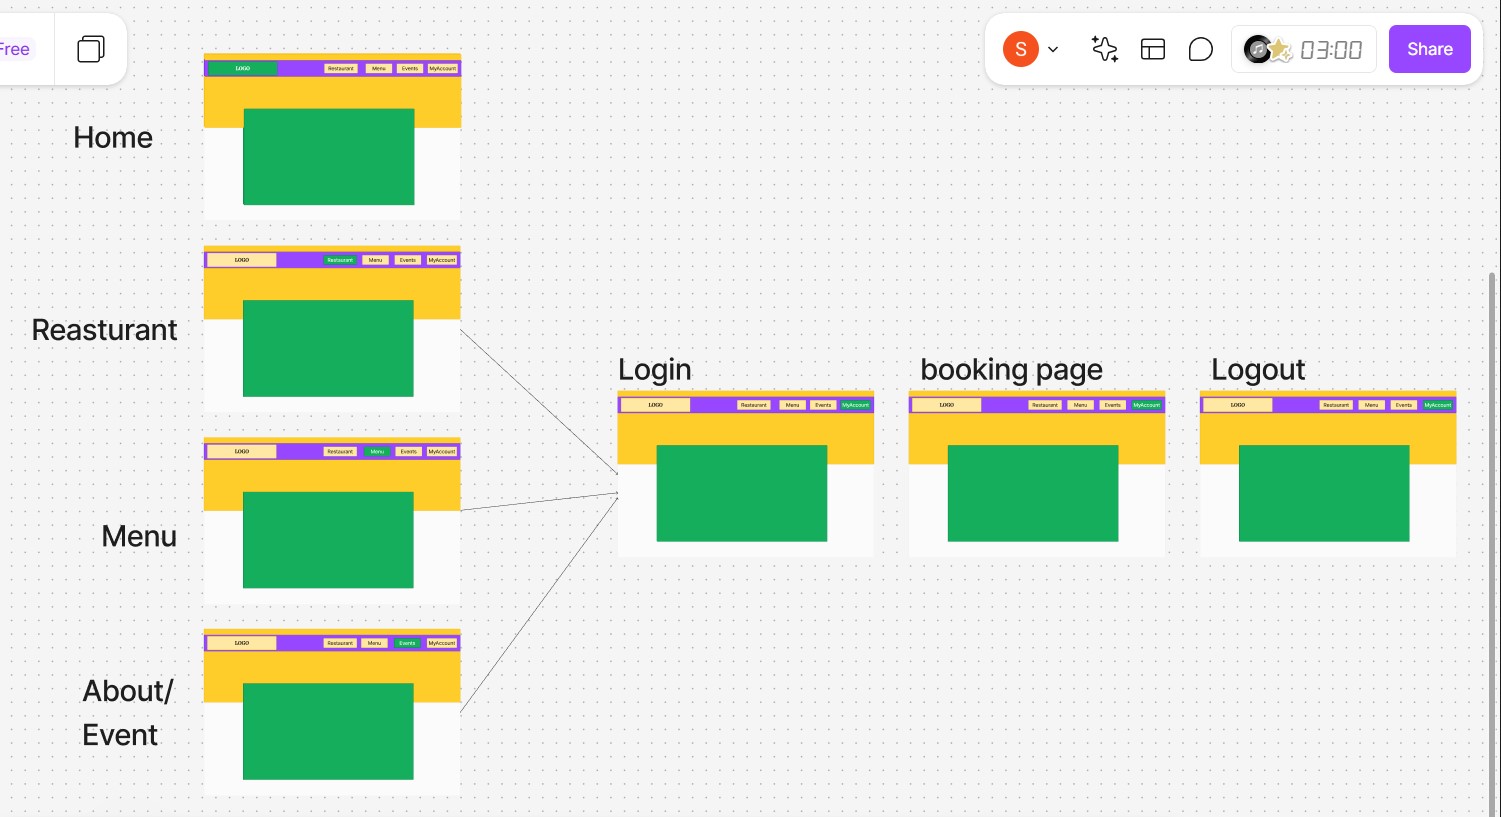 Free
S
03:00
Share
LOGO
Restaurant
Menu
Events
MyAccount
Home
LOGO
Restaurant
Menu
Events
MyAccount
Reasturant
Login
booking page
Logout
LOGO
Restaurant
Menu
Events
MyAccount
LOGO
Restaurant
Menu
Events
MyAccount
LOGO
Restaurant
Menu
Events
MyAccount
LOGO
Restaurant
Menu
Events
MyAccount
Menu
LOGO
Restaurant
Menu
Events
MyAccount
About/
Event